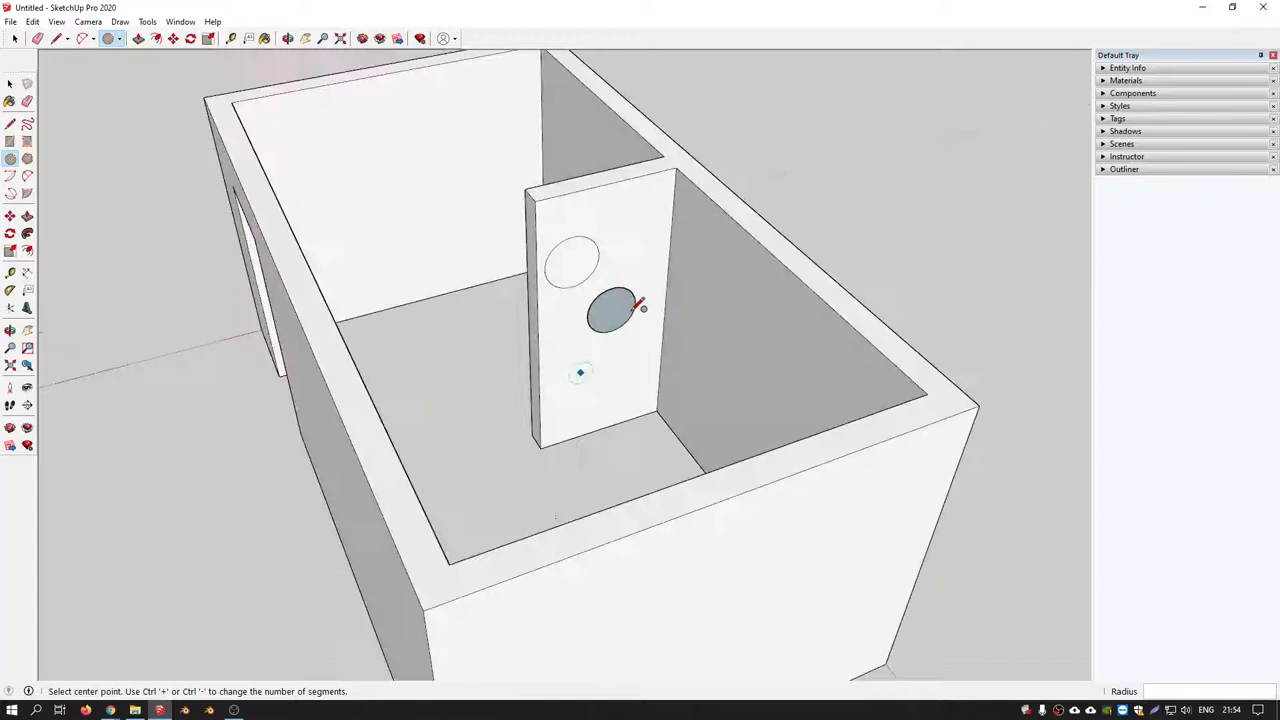 Untitled - SketchUp Pro 2020
File Edit View Camera Draw Tools Window Help
Default Tray
Entity Info
Materials
Components
Styles
Tags
Shadows
Scenes
Instructor
Outliner
Select center point. Use Ctrl '+' or Ctrl '-' to change the number of segments.
Radius
ENG 21:54